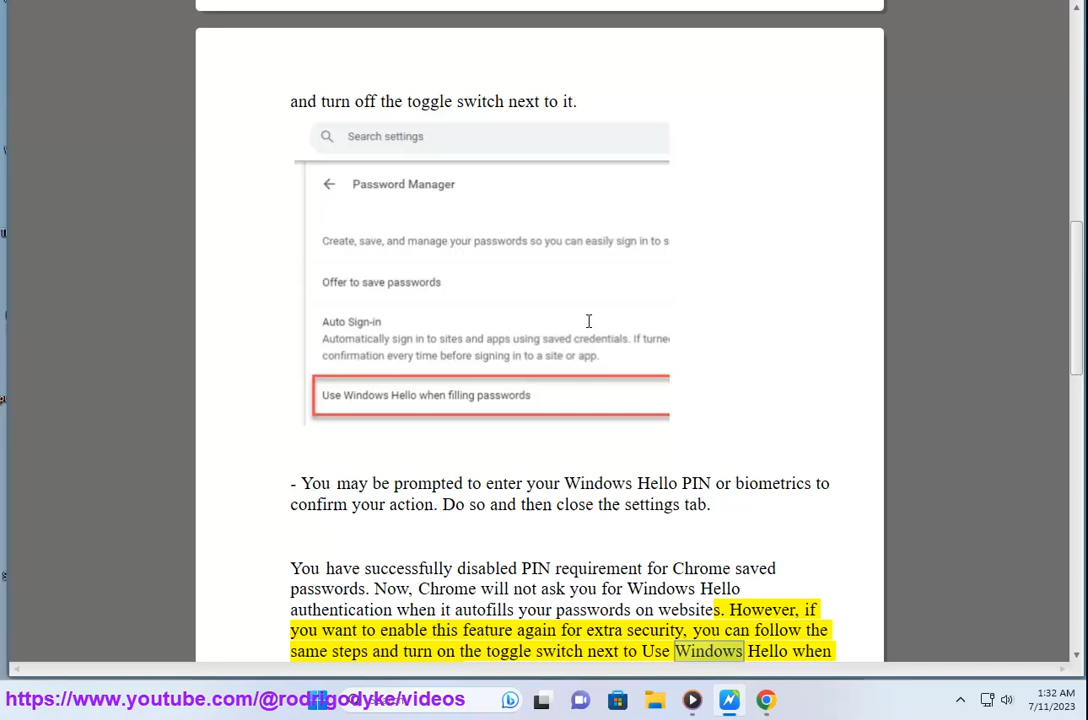 and turn off the toggle switch next to it.
Search settings
Password Manager
Create, save, and manage your passwords so you can easily sign in to s
Offer to save passwords
Auto Sign-in
Automatically sign in to sites and apps using saved credentials. If turne
confirmation every time before signing in to a site or app.
Use Windows Hello when filling passwords
- You may be prompted to enter your Windows Hello PIN or biometrics to
confirm your action. Do so and then close the settings tab.
You have successfully disabled PIN requirement for Chrome saved
passwords. Now, Chrome will not ask you for Windows Hello
authentication when it autofills your passwords on websites. However, if
you want to enable this feature again for extra security, you can follow the
same steps and turn on the toggle switch next to Use Windows Hello when
https://www.youtube.com/@rodrigodyke/videos
1:32 AM
7/11/2023